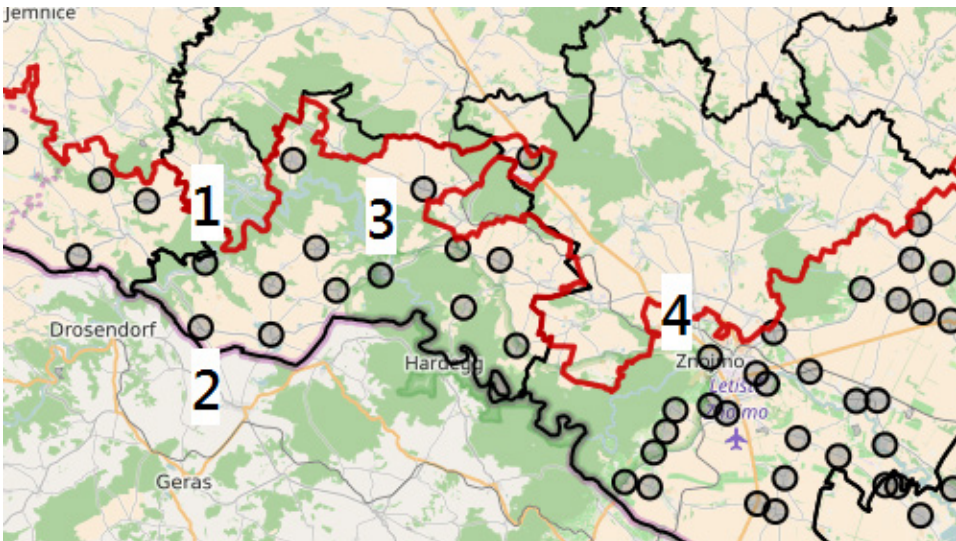 Jemnice
1
3
4
Drosendorf
2
Hardegg
Znojmo
Letiště
Znojmo
Geras